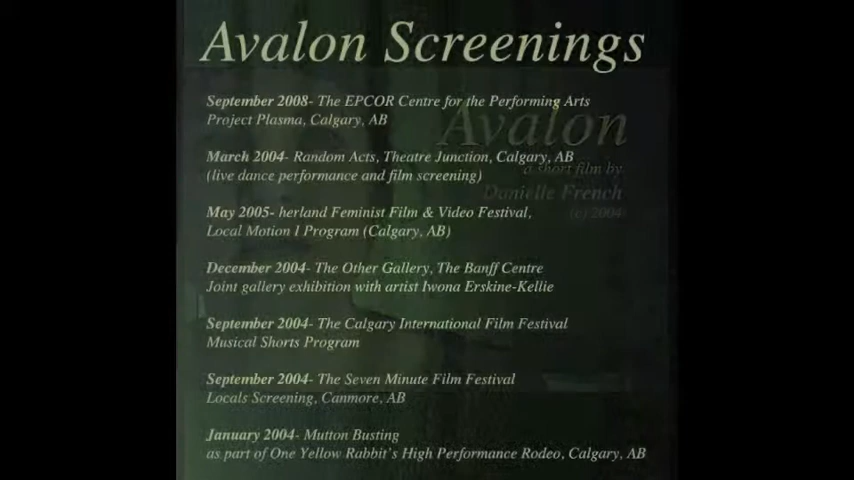 Avalon Screenings
September 2008- The EPCOR Centre for the Performing Arts
Project Plasma, Calgary, AB
Avalon
March 2004- Random Acts, Theatre Junction, Calgary, AB
a short film by
(live dance performance and film screening)
Danielle French
May 2005- herland Feminist Film & Video Festival,
(c) 2004
Local Motion I Program (Calgary, AB)
December 2004- The Other Gallery, The Banff Centre
Joint gallery exhibition with artist Iwona Erskine-Kellie
September 2004- The Calgary International Film Festival
Musical Shorts Program
September 2004- The Seven Minute Film Festival
Locals Screening, Canmore, AB
January 2004- Mutton Busting
as part of One Yellow Rabbit's High Performance Rodeo, Calgary, AB